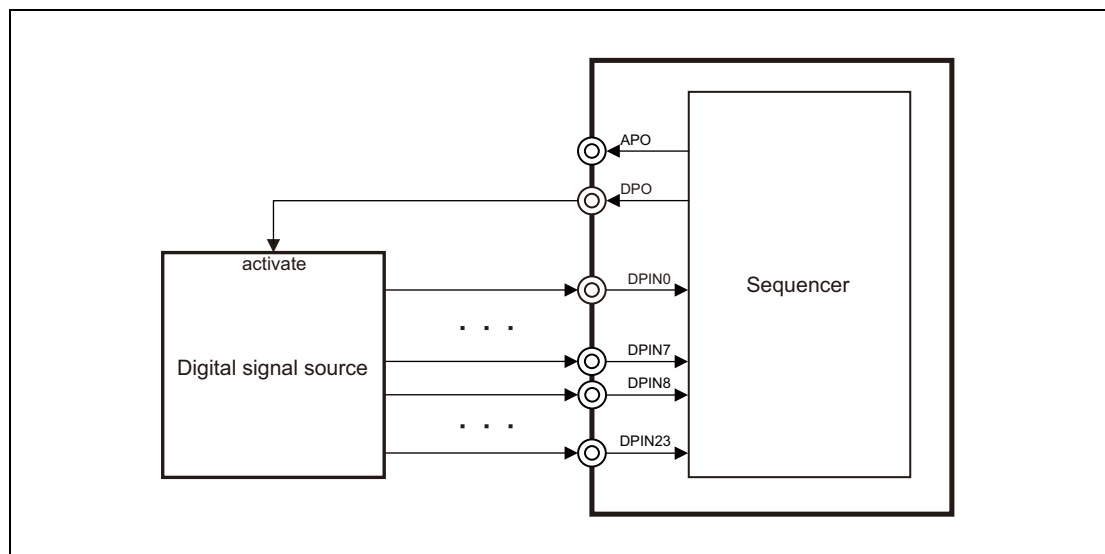 APO
DPO
activate
DPIN0
Sequencer
. . .
DPIN7
Digital signal source
DPIN8
. . .
DPIN23